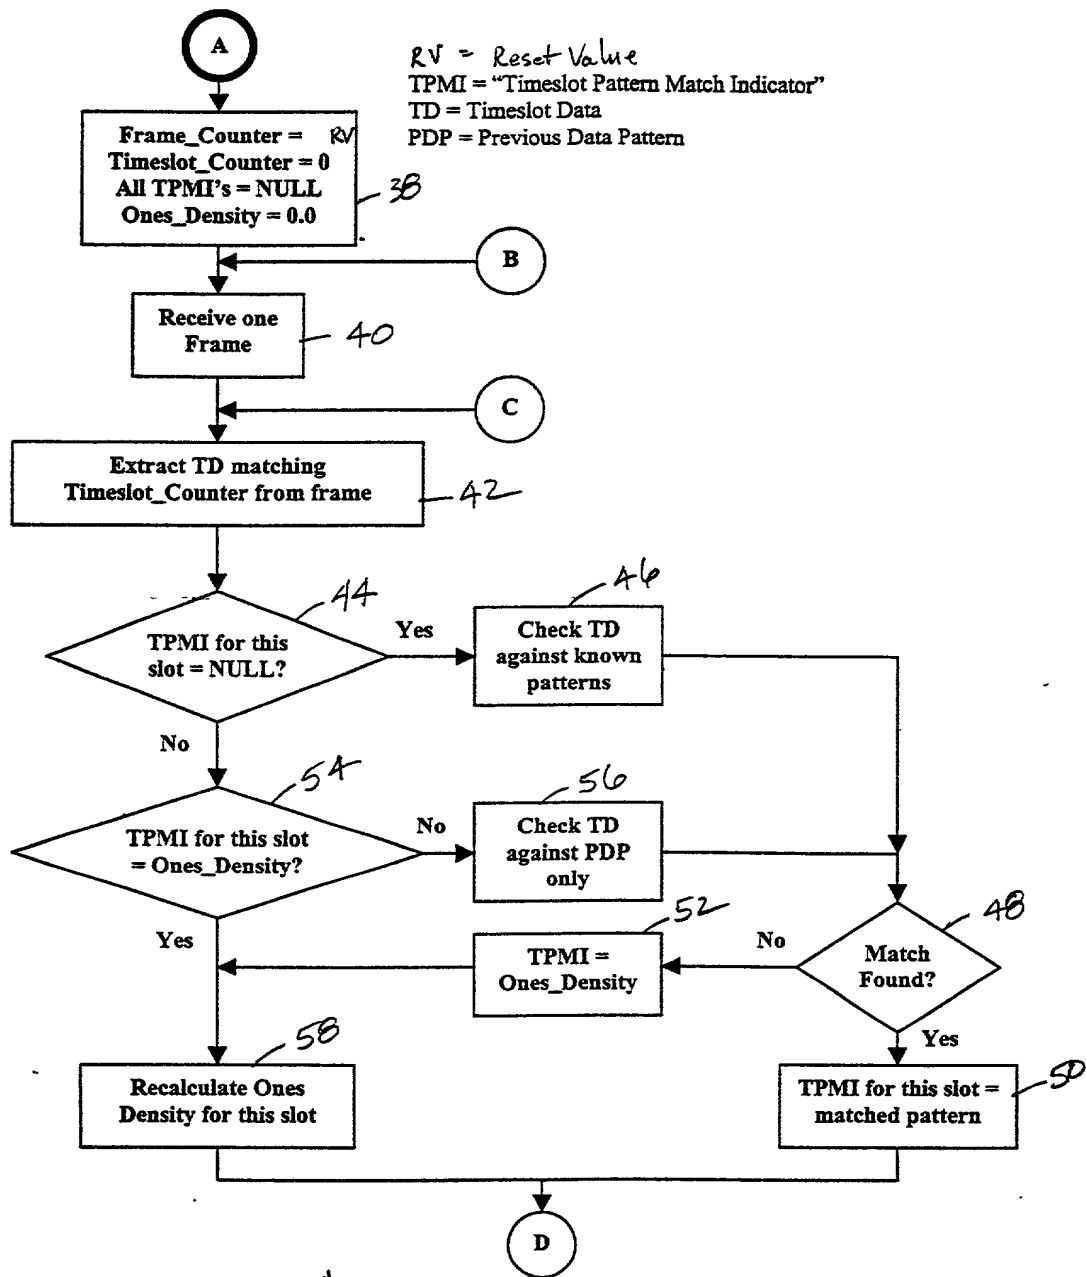 A
RV = Reset Value
TPMI = “Timeslot Pattern Match Indicator”
TD = Timeslot Data
PDP = Previous Data Pattern
Frame_Counter = RV
Timeslot_Counter = 0
All TPMI's = NULL
Ones_Density = 0.0
38
B
Receive one
Frame
40
C
Extract TD matching
Timeslot_Counter from frame
42
44
TPMI for this
slot = NULL?
Yes
46
Check TD
against known
patterns
No
54
TPMI for this slot
= Ones_Density?
No
56
Check TD
against PDP
only
Yes
52
TPMI =
Ones_Density
No
48
Match
Found?
Yes
58
Recalculate Ones
Density for this slot
50
TPMI for this slot =
matched pattern
D